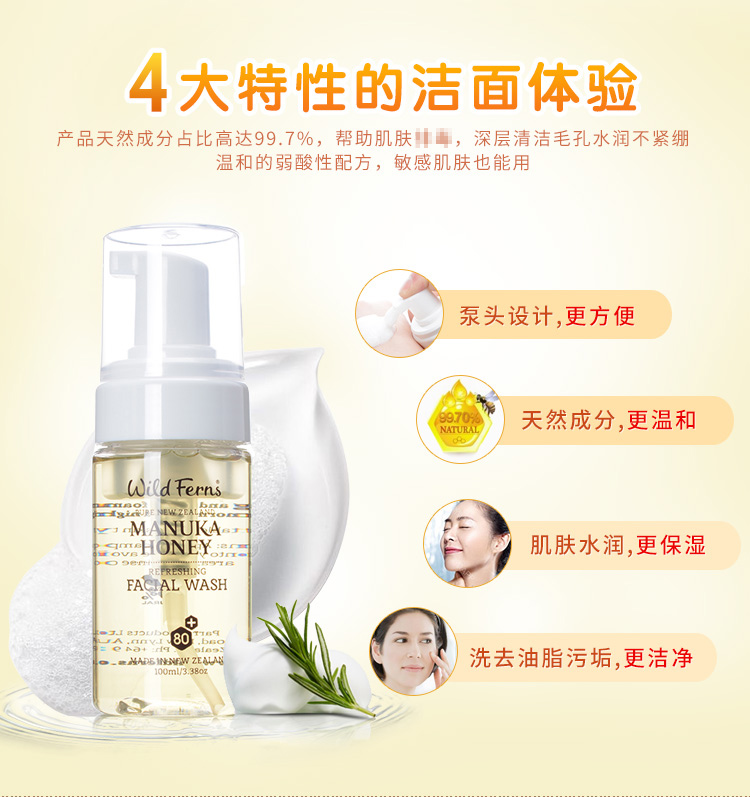 4大特性的洁面体验
产品天然成分占比高达99.7%，帮助肌肤，深层清洁毛孔水润不紧绷
温和的弱酸性配方，敏感肌肤也能用
泵头设计,更方便
99.70%
NATURAL
天然成分,更温和
肌肤水润,更保湿
洗去油脂污垢,更洁净
Wild Ferns
PURE NEW ZEALAND
MANUKA
HONEY
REFRESHING
FACIAL WASH
80+
MADE IN NEW ZEALAND
100ml/3.38oz